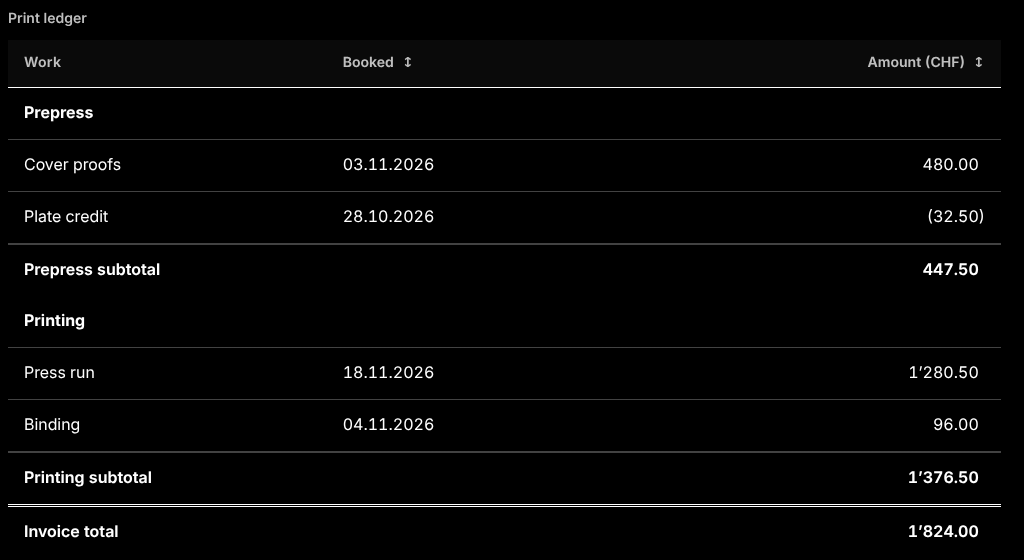 Print ledger
Work Booked ↕ Amount (CHF) ↕
Prepress
Cover proofs 03.11.2026 480.00
Plate credit 28.10.2026 (32.50)
Prepress subtotal 447.50
Printing
Press run 18.11.2026 1’280.50
Binding 04.11.2026 96.00
Printing subtotal 1’376.50
Invoice total 1’824.00